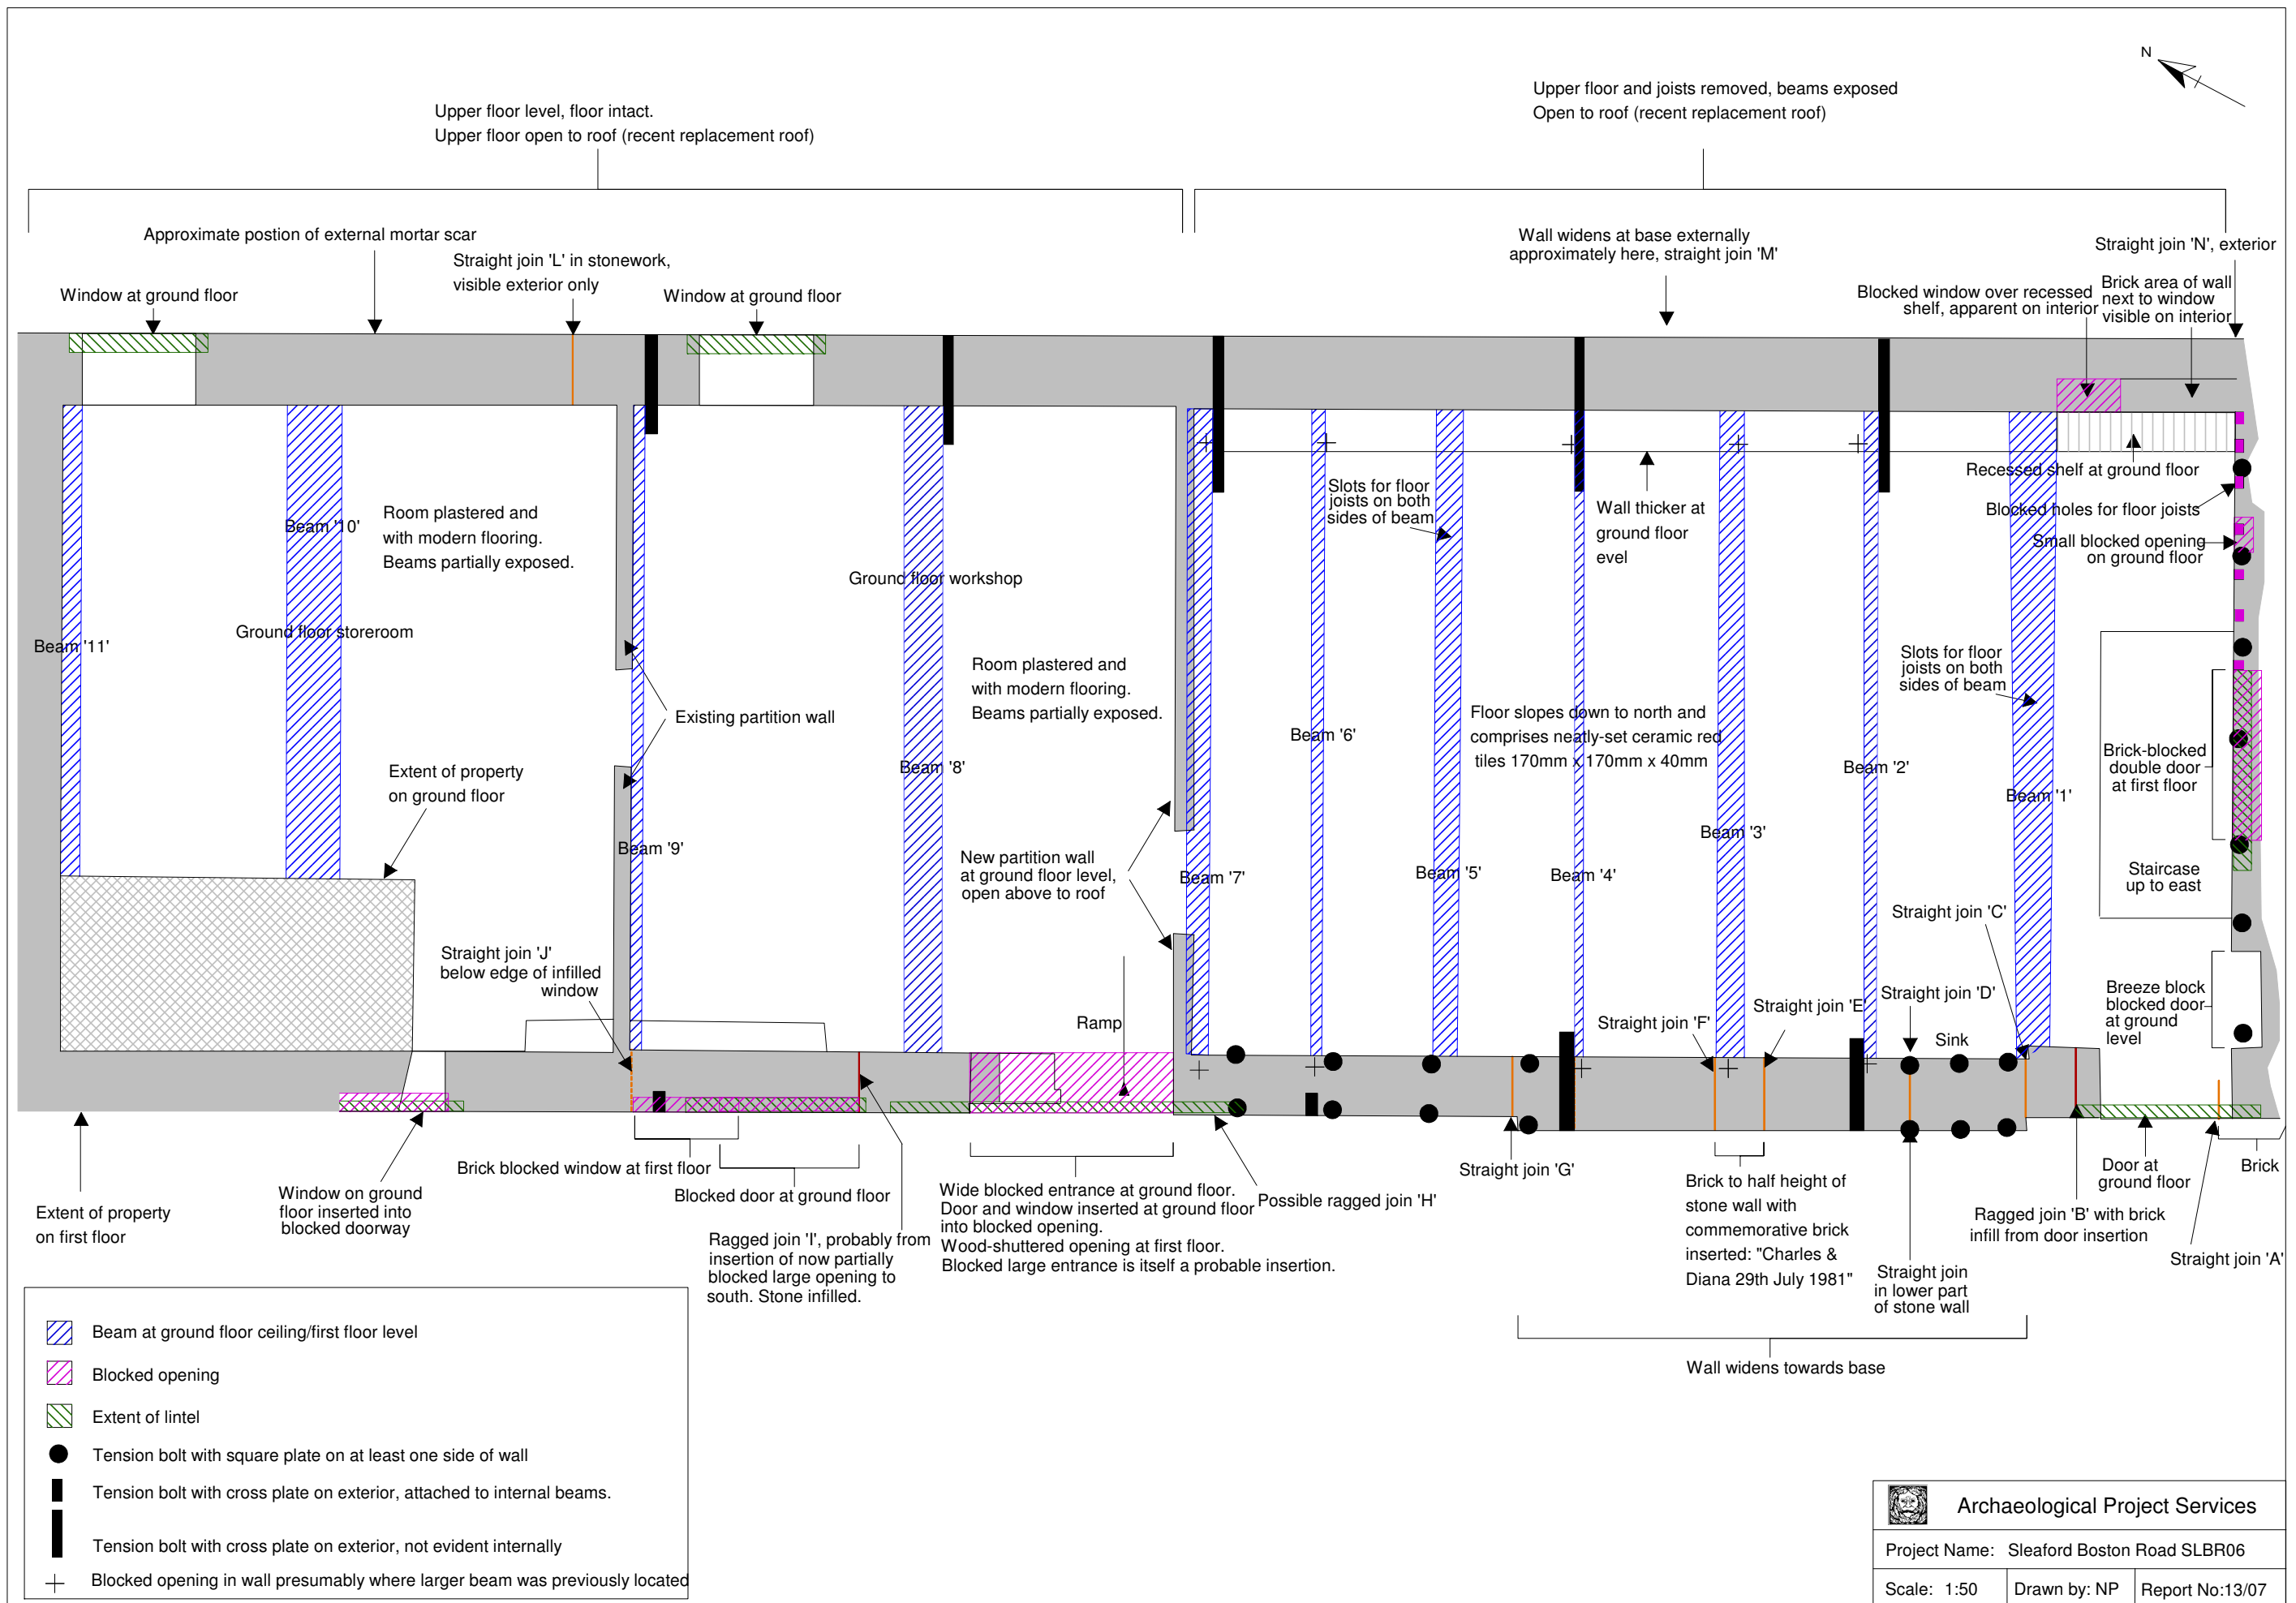 N
Upper floor level, floor intact.
Upper floor open to roof (recent replacement roof)
Upper floor and joists removed, beams exposed
Open to roof (recent replacement roof)
Approximate postion of external mortar scar
Straight join 'L' in stonework,
visible exterior only
Window at ground floor
Window at ground floor
Wall widens at base externally
approximately here, straight join 'M'
Straight join 'N', exterior
Blocked window over recessed
shelf, apparent on interior
Brick area of wall
next to window
visible on interior
Beam '10'
Room plastered and
with modern flooring.
Beams partially exposed.
Ground floor storeroom
Beam '11'
Extent of property
on ground floor
Existing partition wall
Beam '9'
Straight join 'J'
below edge of infilled
window
Ground floor workshop
Room plastered and
with modern flooring.
Beams partially exposed.
Beam '8'
New partition wall
at ground floor level,
open above to roof
Ramp
Beam '7'
Beam '6'
Slots for floor
joists on both
sides of beam
Beam '5'
Wall thicker at
ground floor
evel
Floor slopes down to north and
comprises neatly-set ceramic red
tiles 170mm x 170mm x 40mm
Beam '4'
Beam '3'
Beam '2'
Slots for floor
joists on both
sides of beam
Beam '1'
Recessed shelf at ground floor
Blocked holes for floor joists
Small blocked opening
on ground floor
Brick-blocked
double door
at first floor
Staircase
up to east
Breeze block
blocked door
at ground
level
Straight join 'C'
Straight join 'D'
Straight join 'E'
Straight join 'F'
Sink
Extent of property
on first floor
Window on ground
floor inserted into
blocked doorway
Brick blocked window at first floor
Blocked door at ground floor
Ragged join 'I', probably from
insertion of now partially
blocked large opening to
south. Stone infilled.
Wide blocked entrance at ground floor.
Door and window inserted at ground floor
into blocked opening.
Wood-shuttered opening at first floor.
Blocked large entrance is itself a probable insertion.
Possible ragged join 'H'
Straight join 'G'
Brick to half height of
stone wall with
commemorative brick
inserted: "Charles &
Diana 29th July 1981"
Straight join
in lower part
of stone wall
Ragged join 'B' with brick
infill from door insertion
Door at
ground floor
Brick
Straight join 'A'
Wall widens towards base
Beam at ground floor ceiling/first floor level
Blocked opening
Extent of lintel
Tension bolt with square plate on at least one side of wall
Tension bolt with cross plate on exterior, attached to internal beams.
Tension bolt with cross plate on exterior, not evident internally
Blocked opening in wall presumably where larger beam was previously located
Archaeological Project Services
Project Name: Sleaford Boston Road SLBR06
Scale: 1:50
Drawn by: NP
Report No:13/07